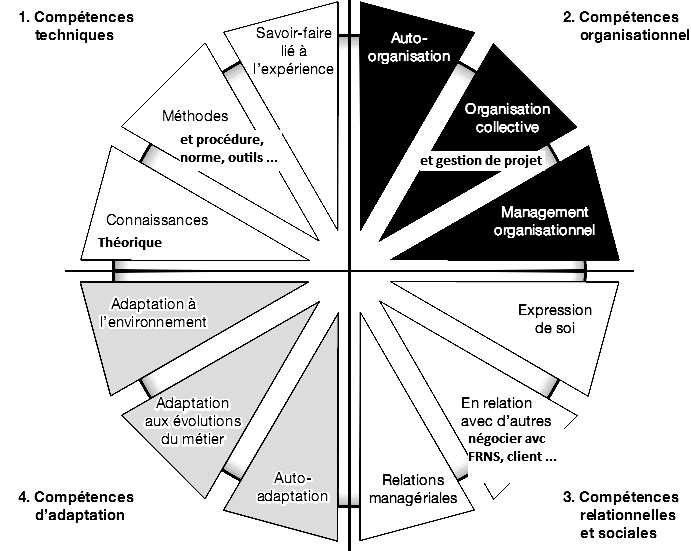 1. Compétences
techniques
2. Compétences
organisationnel
Savoir-faire
lié à
l'expérience
Auto-
organisation
Méthodes
et procédure,
norme, outils ...
Organisation
collective
et gestion de projet
Connaissances
Théorique
Management
organisationnel
Adaptation à
l'environnement
Expression
de soi
Adaptation
aux évolutions
du métier
En relation
avec d'autres
négocier avc
FRNS, client ...
Auto-
adaptation
Relations
managériales
4. Compétences
d'adaptation
3. Compétences
relationnelles
et sociales